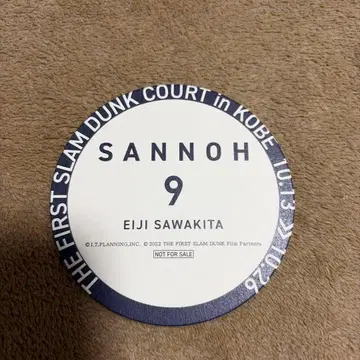 THE FIRST SLAM DUNK COURT in KOBE 10.13 >> 10.26
SANNOH
9
EIJI SAWAKITA
© I.T.PLANNING,INC. © 2022 THE FIRST SLAM DUNK Film Partners
NOT FOR SALE